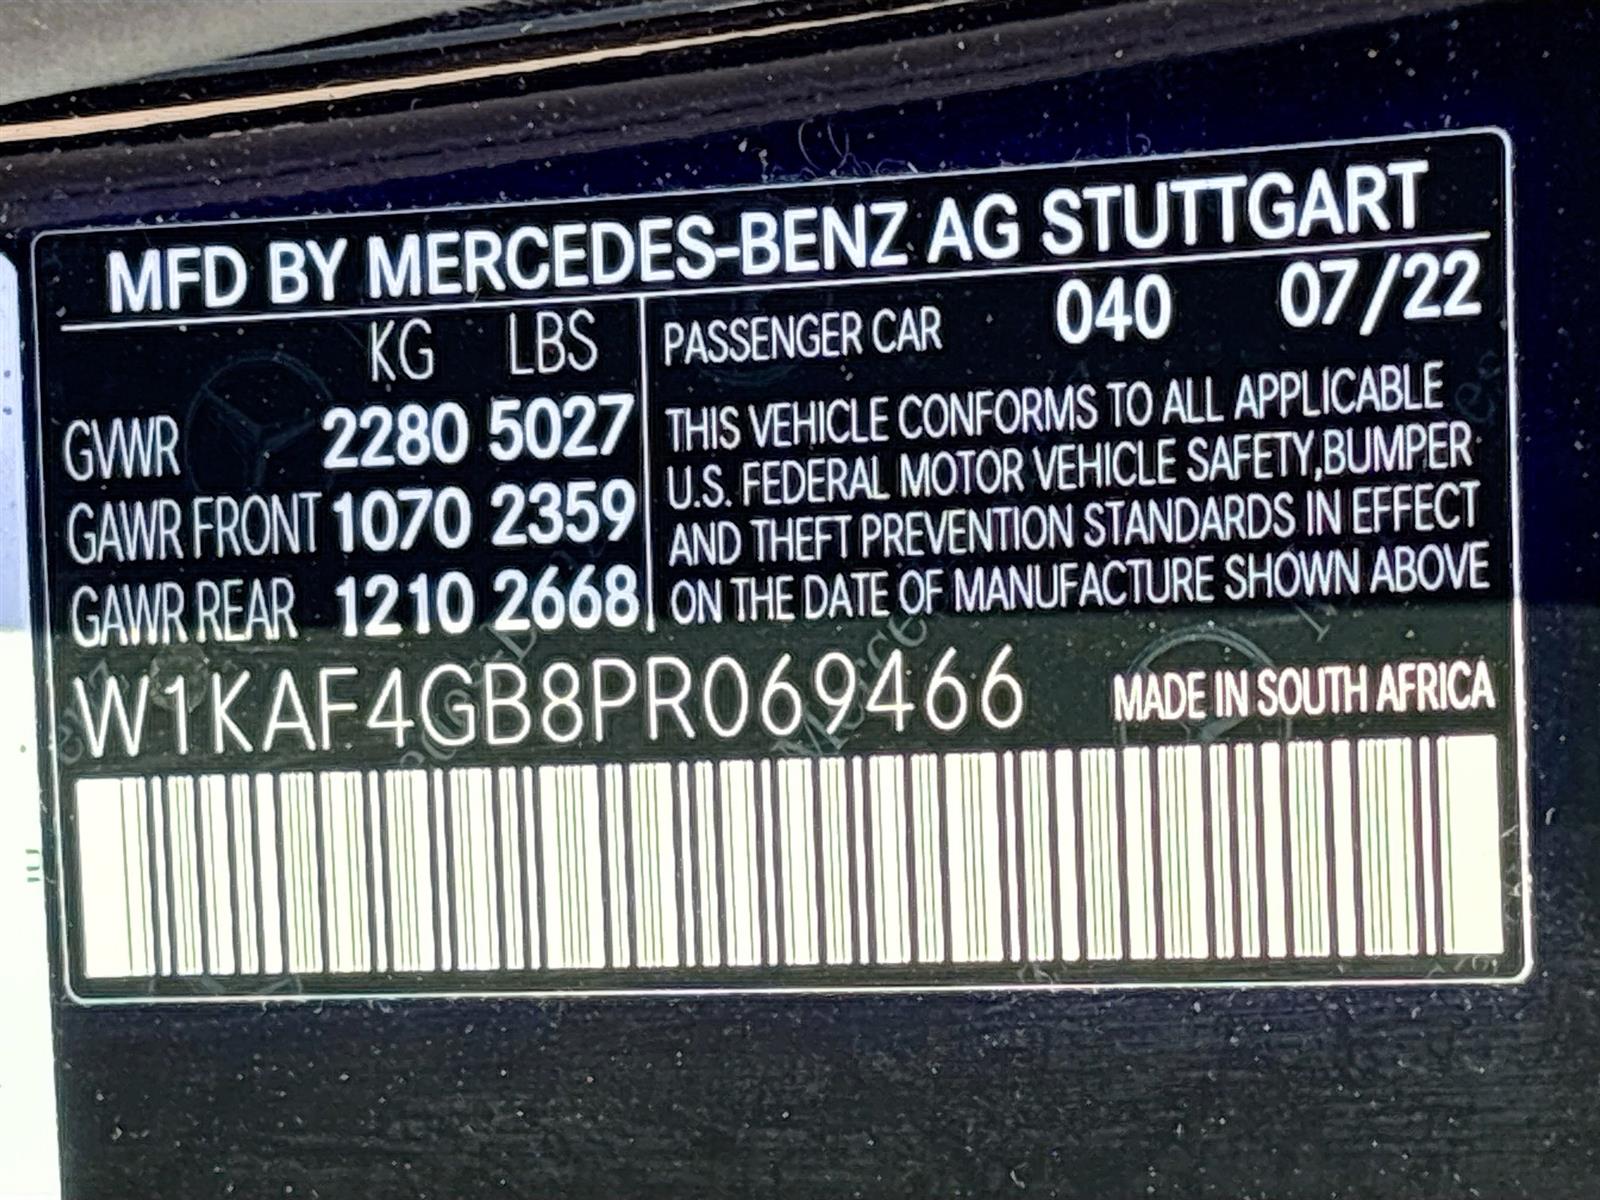 MFD BY MERCEDES-BENZ AG STUTTGART
KG LBS
GVWR 2280 5027
GAWR FRONT 1070 2359
GAWR REAR 1210 2668
PASSENGER CAR 040 07/22
THIS VEHICLE CONFORMS TO ALL APPLICABLE
U.S. FEDERAL MOTOR VEHICLE SAFETY,BUMPER
AND THEFT PREVENTION STANDARDS IN EFFECT
ON THE DATE OF MANUFACTURE SHOWN ABOVE
W1KAF4GB8PR069466 MADE IN SOUTH AFRICA